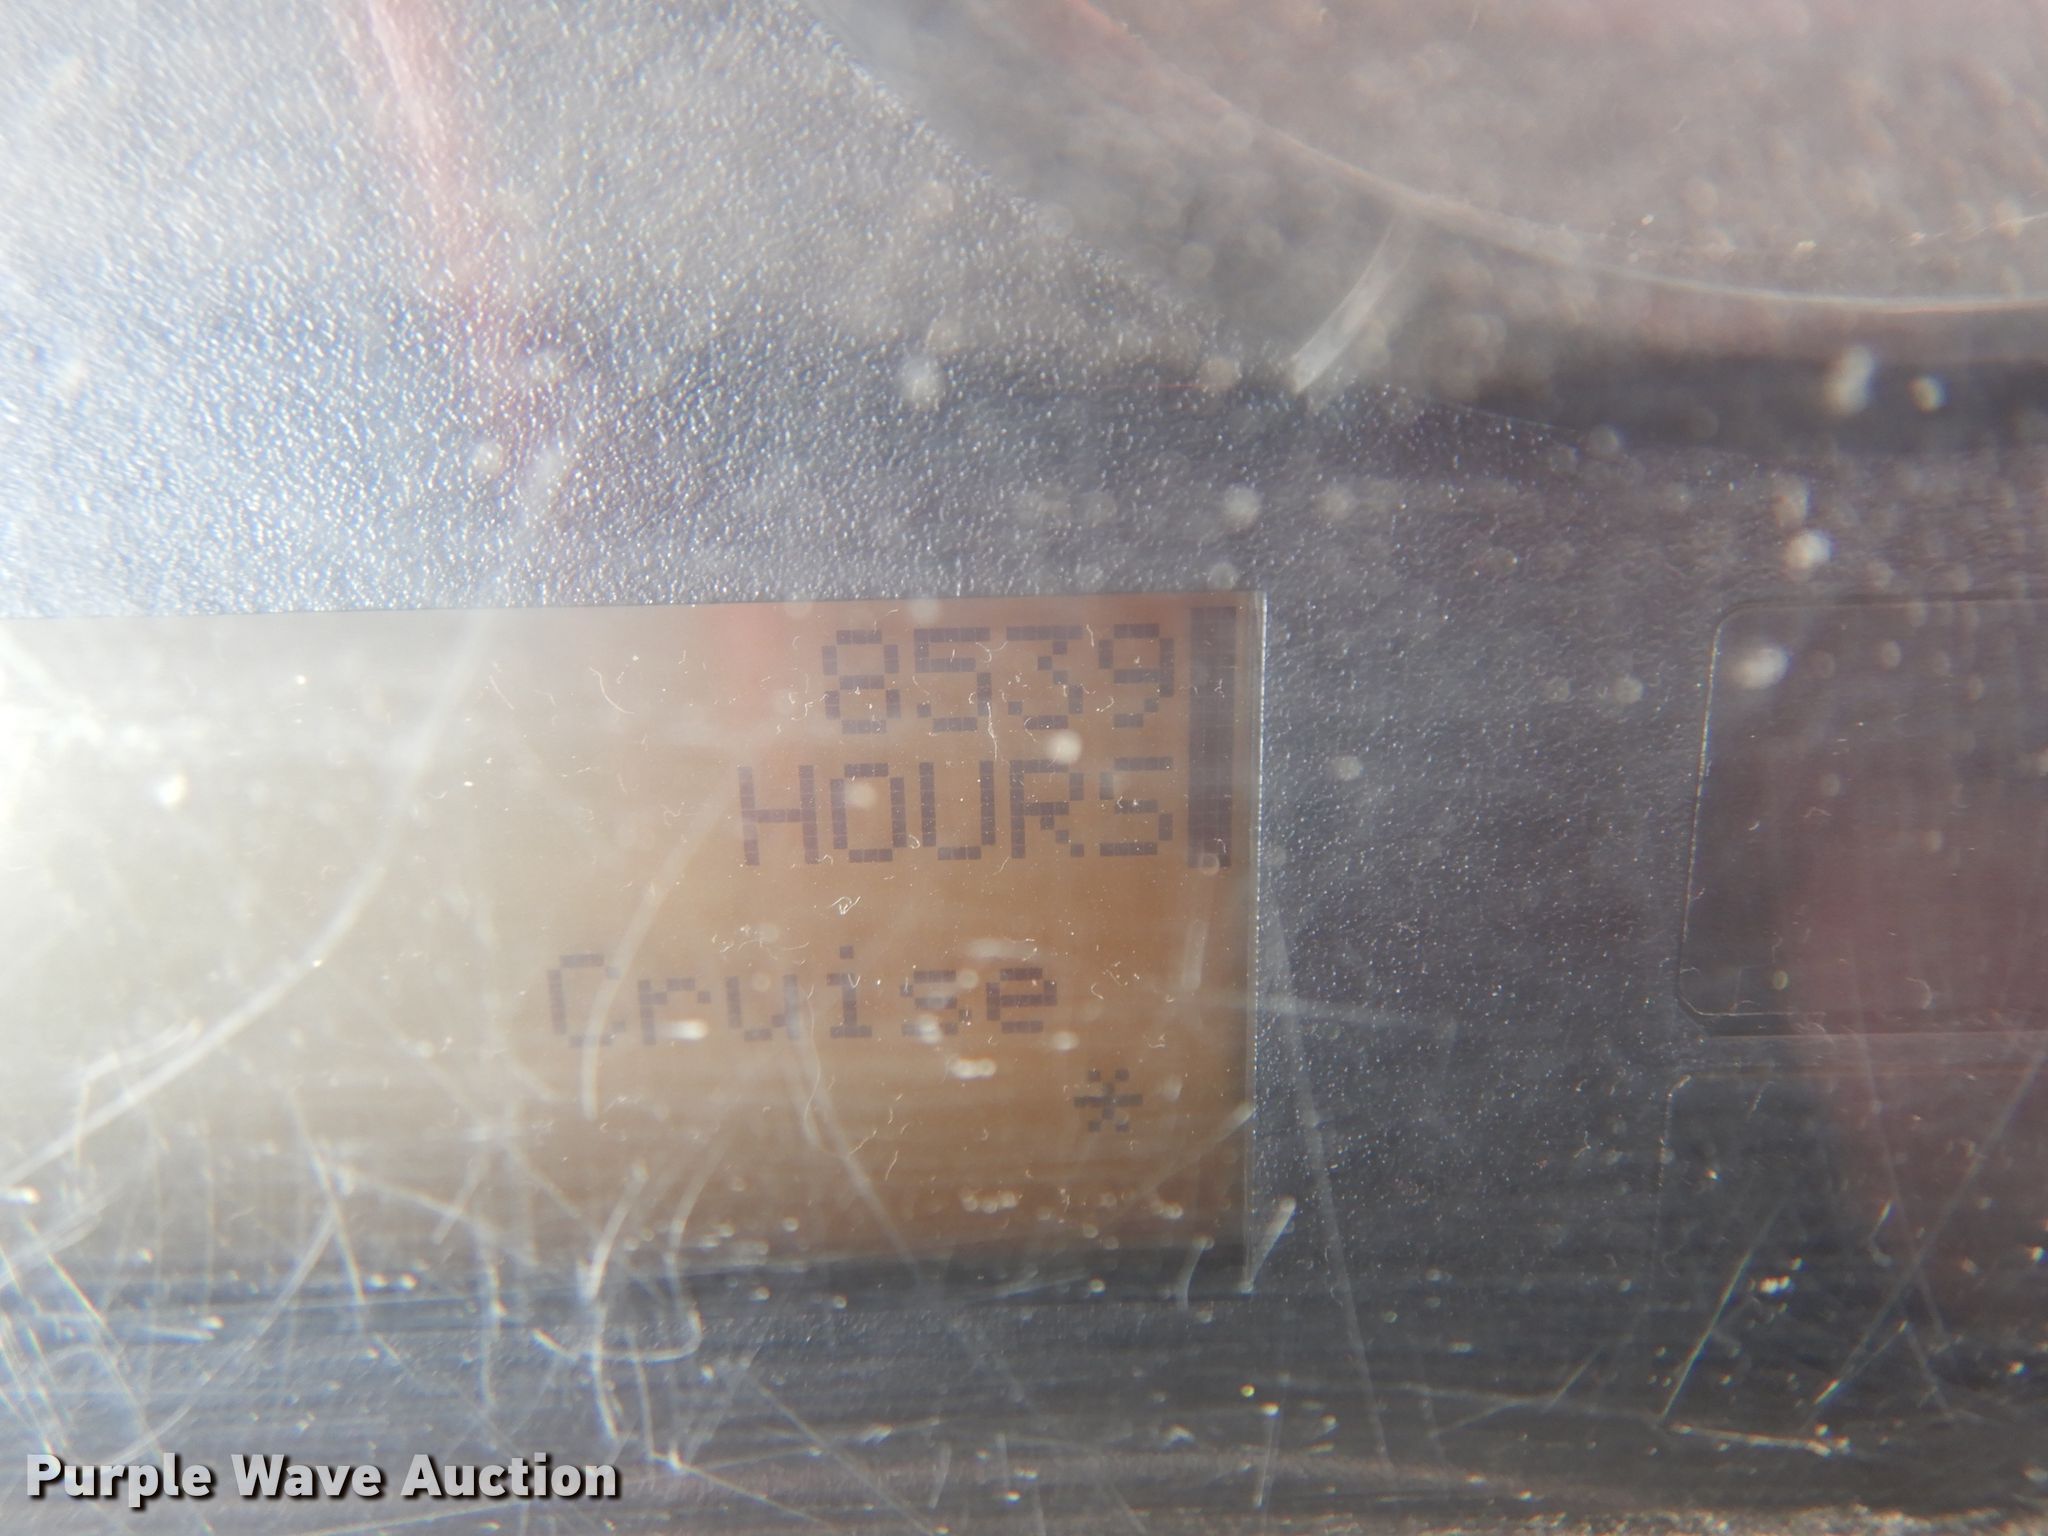 8539
HOURS
Cruise
*
Purple Wave Auction